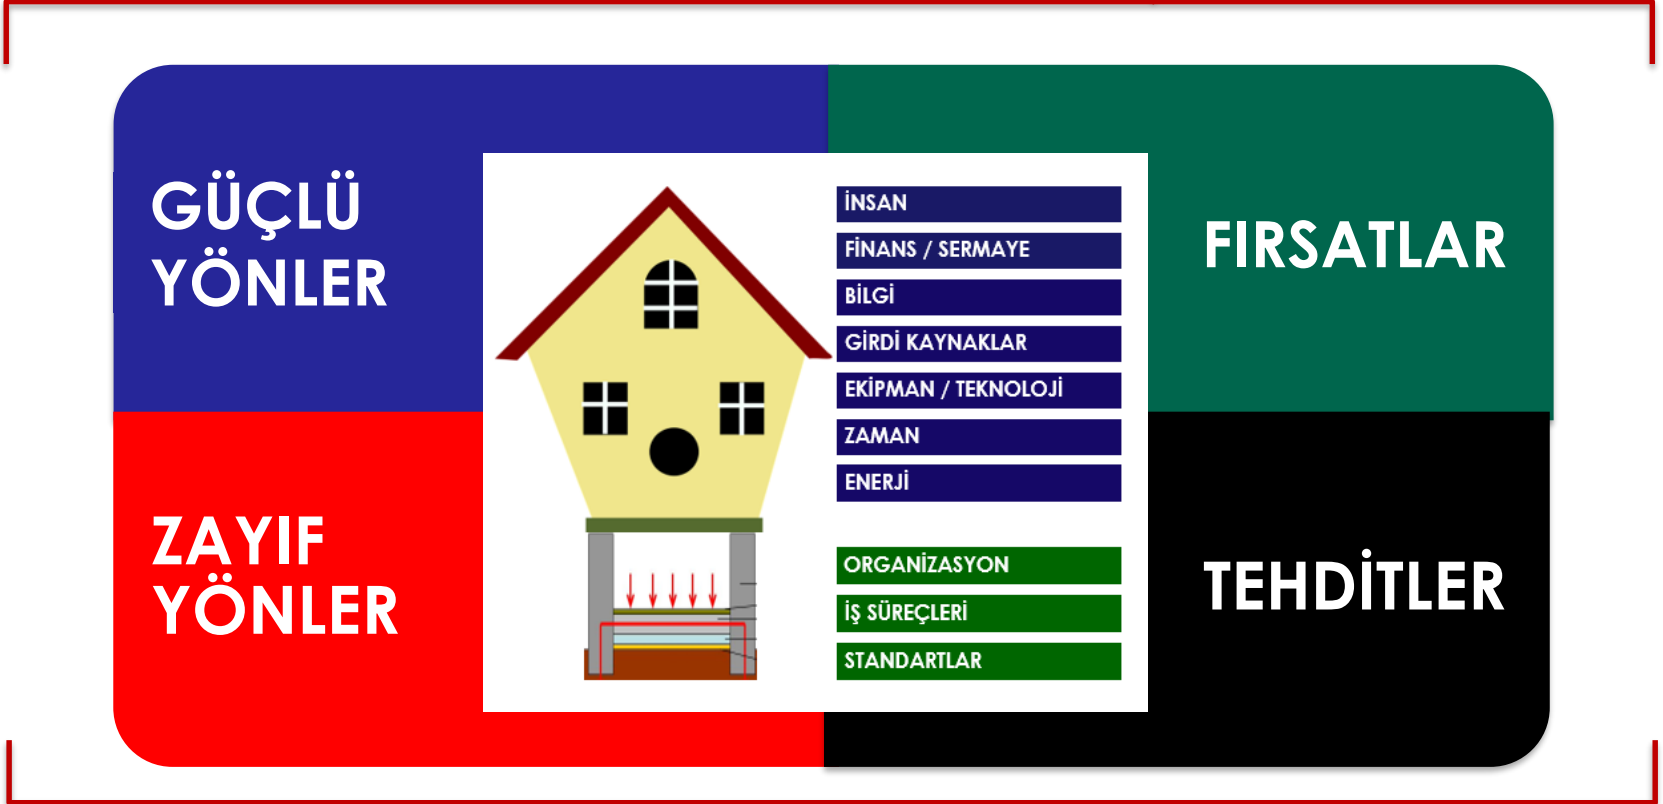 GÜÇLÜ
YÖNLER
FIRSATLAR
ZAYIF
YÖNLER
TEHDİTLER
İNSAN
FİNANS / SERMAYE
BİLGİ
GİRDİ KAYNAKLAR
EKİPMAN / TEKNOLOJİ
ZAMAN
ENERJİ
ORGANİZASYON
İŞ SÜREÇLERİ
STANDARTLAR